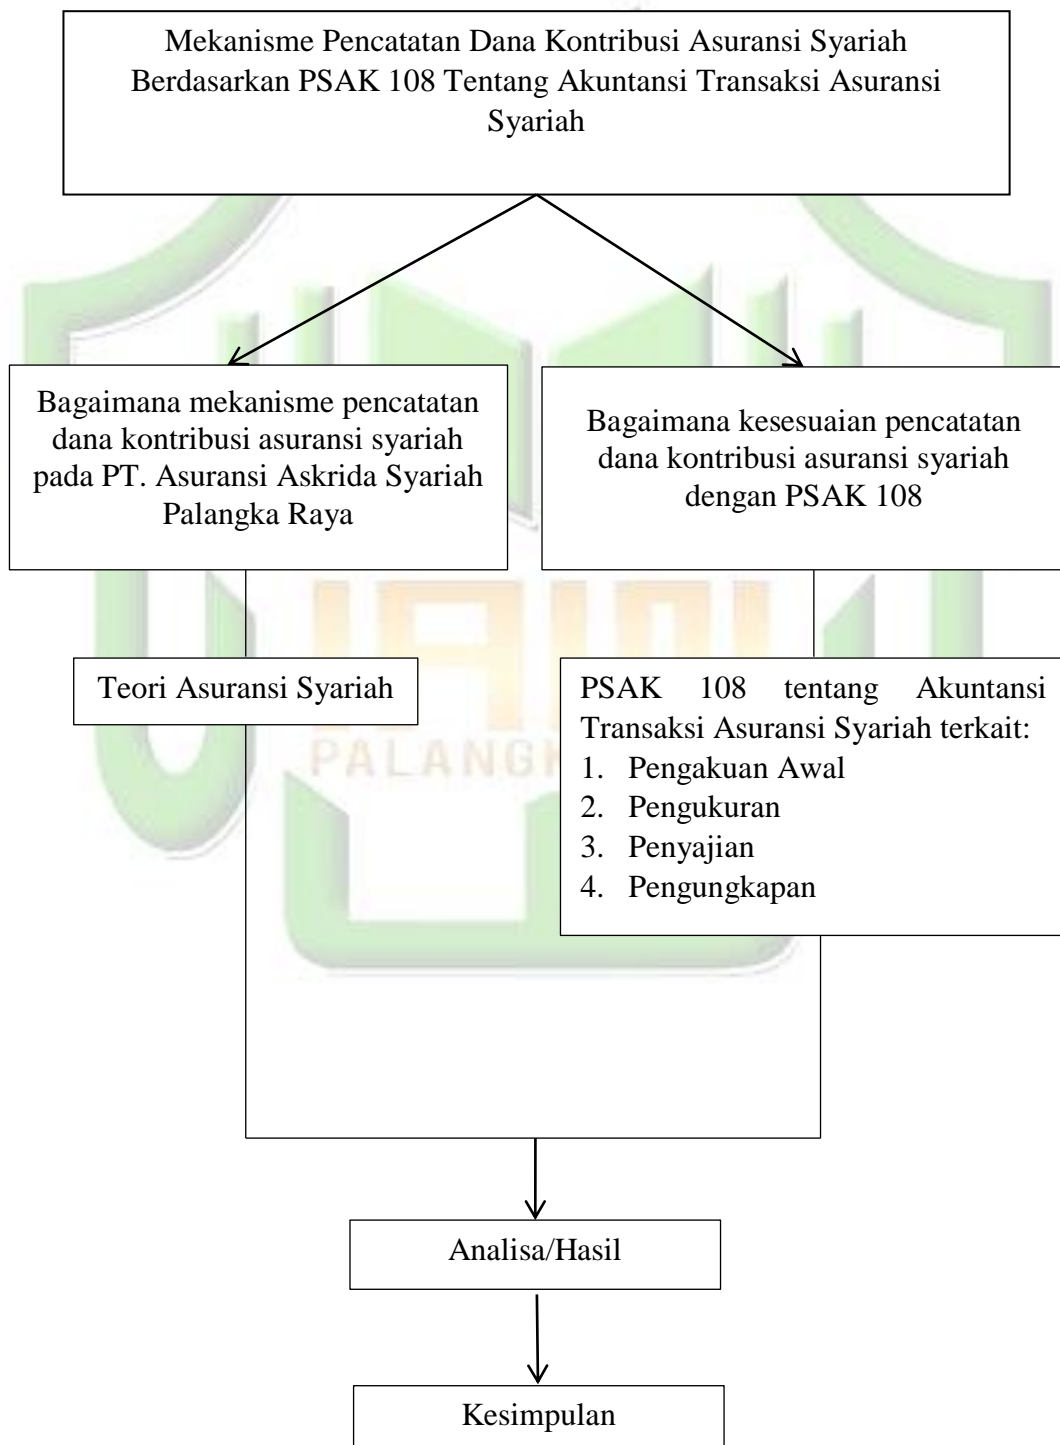 Mekanisme Pencatatan Dana Kontribusi Asuransi Syariah
Berdasarkan PSAK 108 Tentang Akuntansi Transaksi Asuransi
Syariah
Bagaimana mekanisme pencatatan
dana kontribusi asuransi syariah
pada PT. Asuransi Askrida Syariah
Palangka Raya
Bagaimana kesesuaian pencatatan
dana kontribusi asuransi syariah
dengan PSAK 108
Teori Asuransi Syariah
PSAK 108 tentang Akuntansi
Transaksi Asuransi Syariah terkait:
1. Pengakuan Awal
2. Pengukuran
3. Penyajian
4. Pengungkapan
IAIN
PALANGK
Analisa/Hasil
Kesimpulan